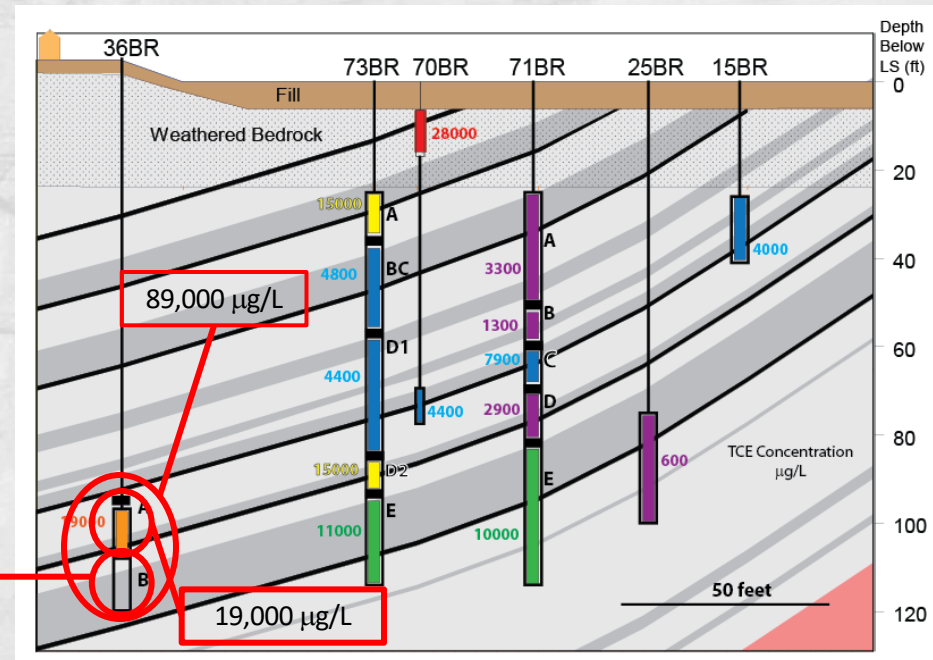 Depth
Below
LS (ft)
36BR
73BR 70BR 71BR 25BR 15BR
0
Fill
Weathered Bedrock
28000
20
15000 A
A
40
4800 BC
3300
4000
89,000 µg/L
B
1300
60
D1
7900 C
4400
2900 D
4400
80
15000 D2
E
600
TCE Concentration
µg/L
A
19000
E
11000
10000
100
B
50 feet
19,000 µg/L
120